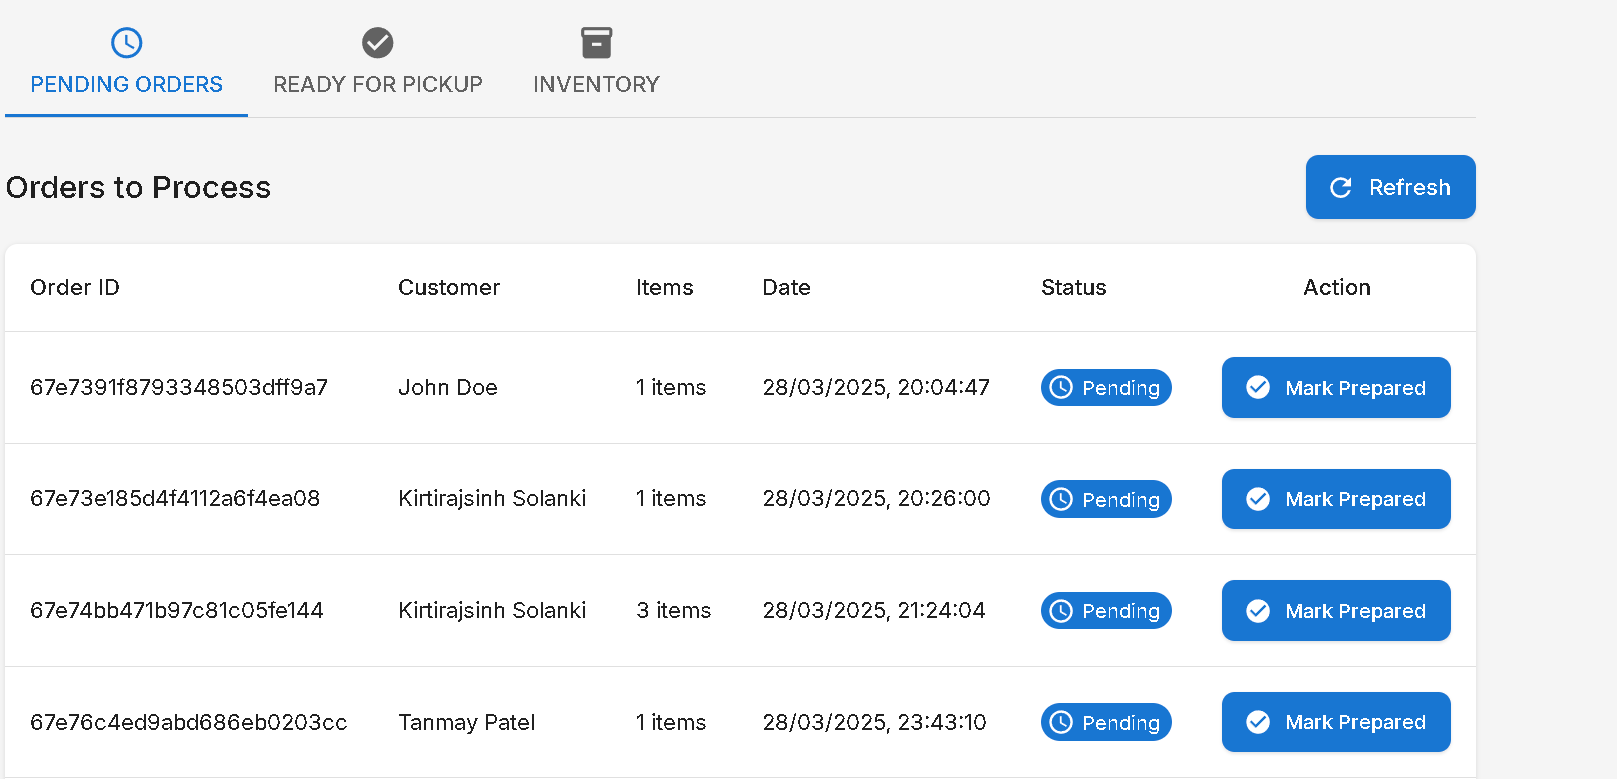 PENDING ORDERS READY FOR PICKUP INVENTORY
Orders to Process Refresh
Order ID Customer Items Date Status Action
67e7391f8793348503dff9a7 John Doe 1 items 28/03/2025, 20:04:47 Pending Mark Prepared
67e73e185d4f4112a6f4ea08 Kirtirajsinh Solanki 1 items 28/03/2025, 20:26:00 Pending Mark Prepared
67e74bb471b97c81c05fe144 Kirtirajsinh Solanki 3 items 28/03/2025, 21:24:04 Pending Mark Prepared
67e76c4ed9abd686eb0203cc Tanmay Patel 1 items 28/03/2025, 23:43:10 Pending Mark Prepared